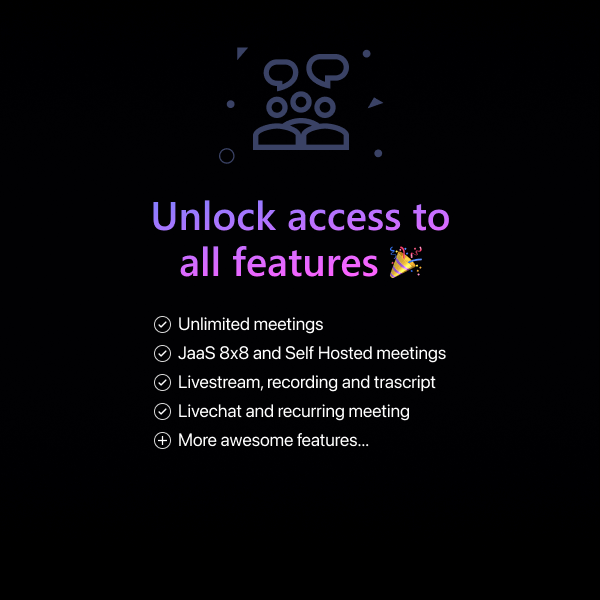 Unlock access to
all features 🎉
Unlimited meetings
JaaS 8x8 and Self Hosted meetings
Livestream, recording and trascript
Livechat and recurring meeting
More awesome features...